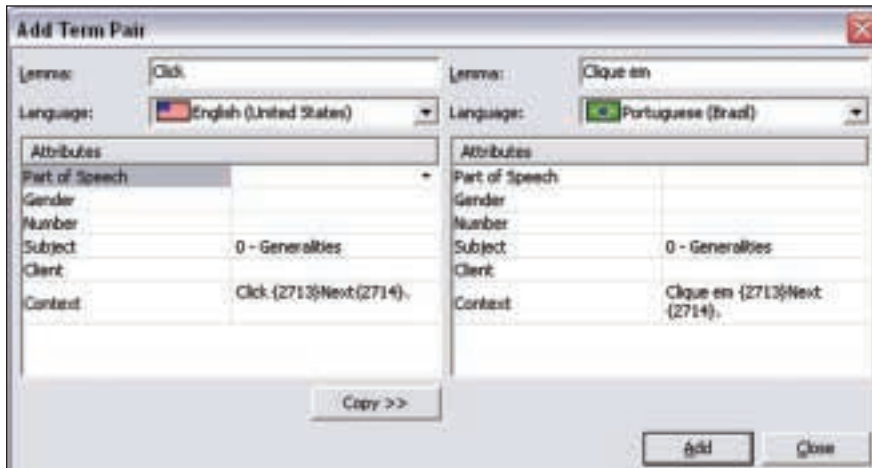 Add Term Pair
Lemma: Click
Language: English (United States)
Attributes
Part of Speech
Gender
Number
Subject 0 - Generalities
Client
Context Click {2713}Next{2714}.
Copy >>
Lemma: Clique em
Language: Portuguese (Brazil)
Attributes
Part of Speech
Gender
Number
Subject 0 - Generalities
Client
Context Clique em {2713}Next
{2714}.
Add Close